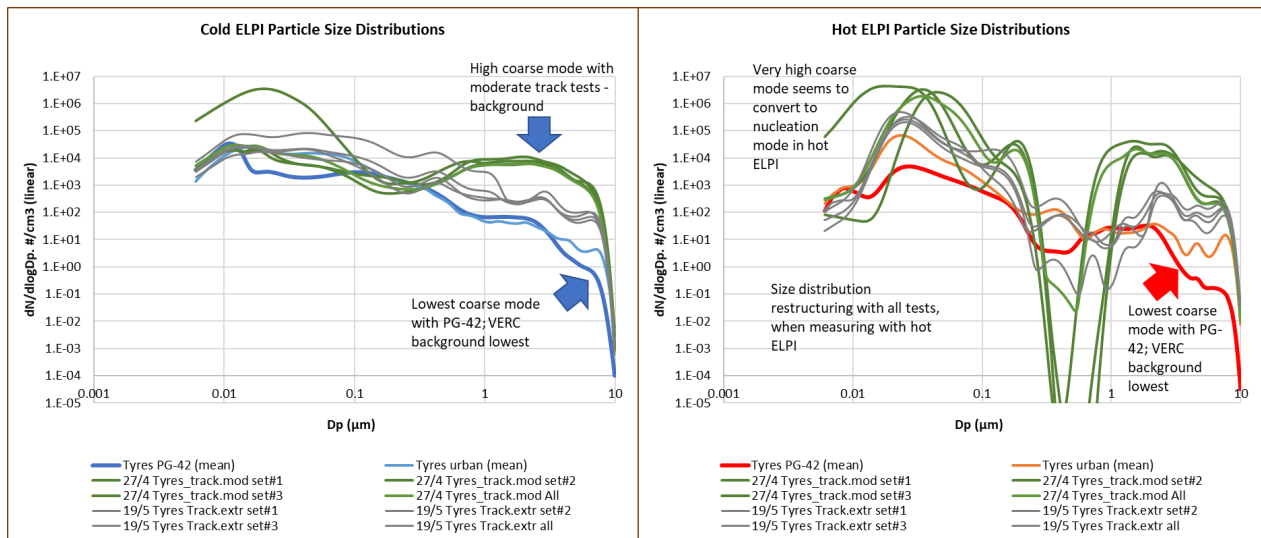 Cold ELPI Particle Size Distributions
1.E+07
1.E+06
1.E+05
1.E+04
1.E+03
1.E+02
1.E+01
1.E+00
1.E-01
1.E-02
1.E-03
1.E-04
1.E-05
dN/dlogDp. #/cm3 (linear)
High coarse mode with
moderate track tests -
background
Lowest coarse mode
with PG-42; VERC
background lowest
0.001
0.01
0.1
1
10
Dp (µm)
Tyres PG-42 (mean)
Tyres urban (mean)
27/4 Tyres_track.mod set#1
27/4 Tyres_track.mod set#2
27/4 Tyres_track.mod set#3
27/4 Tyres_track.mod All
19/5 Tyres Track.extr set#1
19/5 Tyres Track.extr set#2
19/5 Tyres Track.extr set#3
19/5 Tyres Track.extr all
Hot ELPI Particle Size Distributions
1.E+07
1.E+06
1.E+05
1.E+04
1.E+03
1.E+02
1.E+01
1.E+00
1.E-01
1.E-02
1.E-03
1.E-04
1.E-05
dN/dlogDp. #/cm3 (linear)
Very high coarse
mode seems to
convert to
nucleation
mode in hot
ELPI
Size distribution
restructuring with all tests,
when measuring with hot
ELPI
Lowest coarse
mode with PG-
42; VERC
background
lowest
0.001
0.01
0.1
1
10
Dp (µm)
Tyres PG-42 (mean)
Tyres urban (mean)
27/4 Tyres_track.mod set#1
27/4 Tyres_track.mod set#2
27/4 Tyres_track.mod set#3
27/4 Tyres_track.mod All
19/5 Tyres Track.extr set#1
19/5 Tyres Track.extr set#2
19/5 Tyres Track.extr set#3
19/5 Tyres Track.extr all